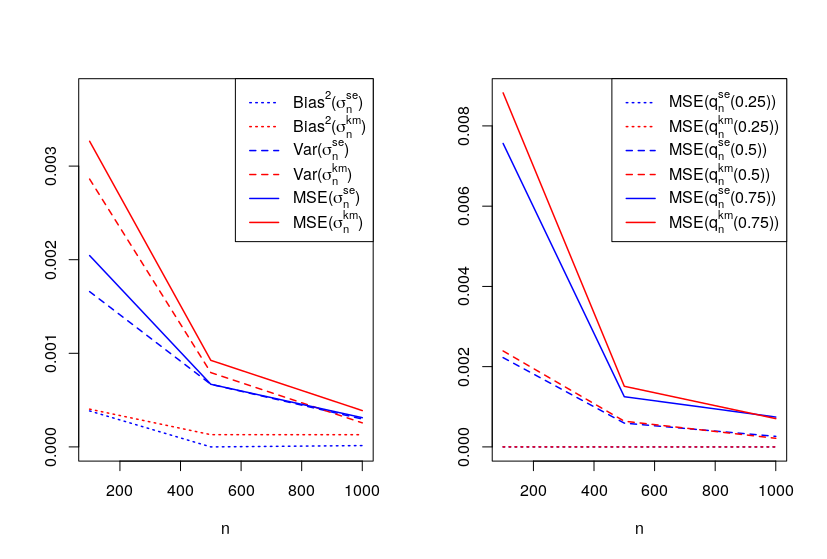 Bias²(σₙˢᵉ)
Bias²(σₙᵏᵐ)
Var(σₙˢᵉ)
Var(σₙᵏᵐ)
MSE(σₙˢᵉ)
MSE(σₙᵏᵐ)
0.003
0.002
0.001
0.000
200 400 600 800 1000
n
MSE(qₙˢᵉ(0.25))
MSE(qₙᵏᵐ(0.25))
MSE(qₙˢᵉ(0.5))
MSE(qₙᵏᵐ(0.5))
MSE(qₙˢᵉ(0.75))
MSE(qₙᵏᵐ(0.75))
0.008
0.006
0.004
0.002
0.000
200 400 600 800 1000
n